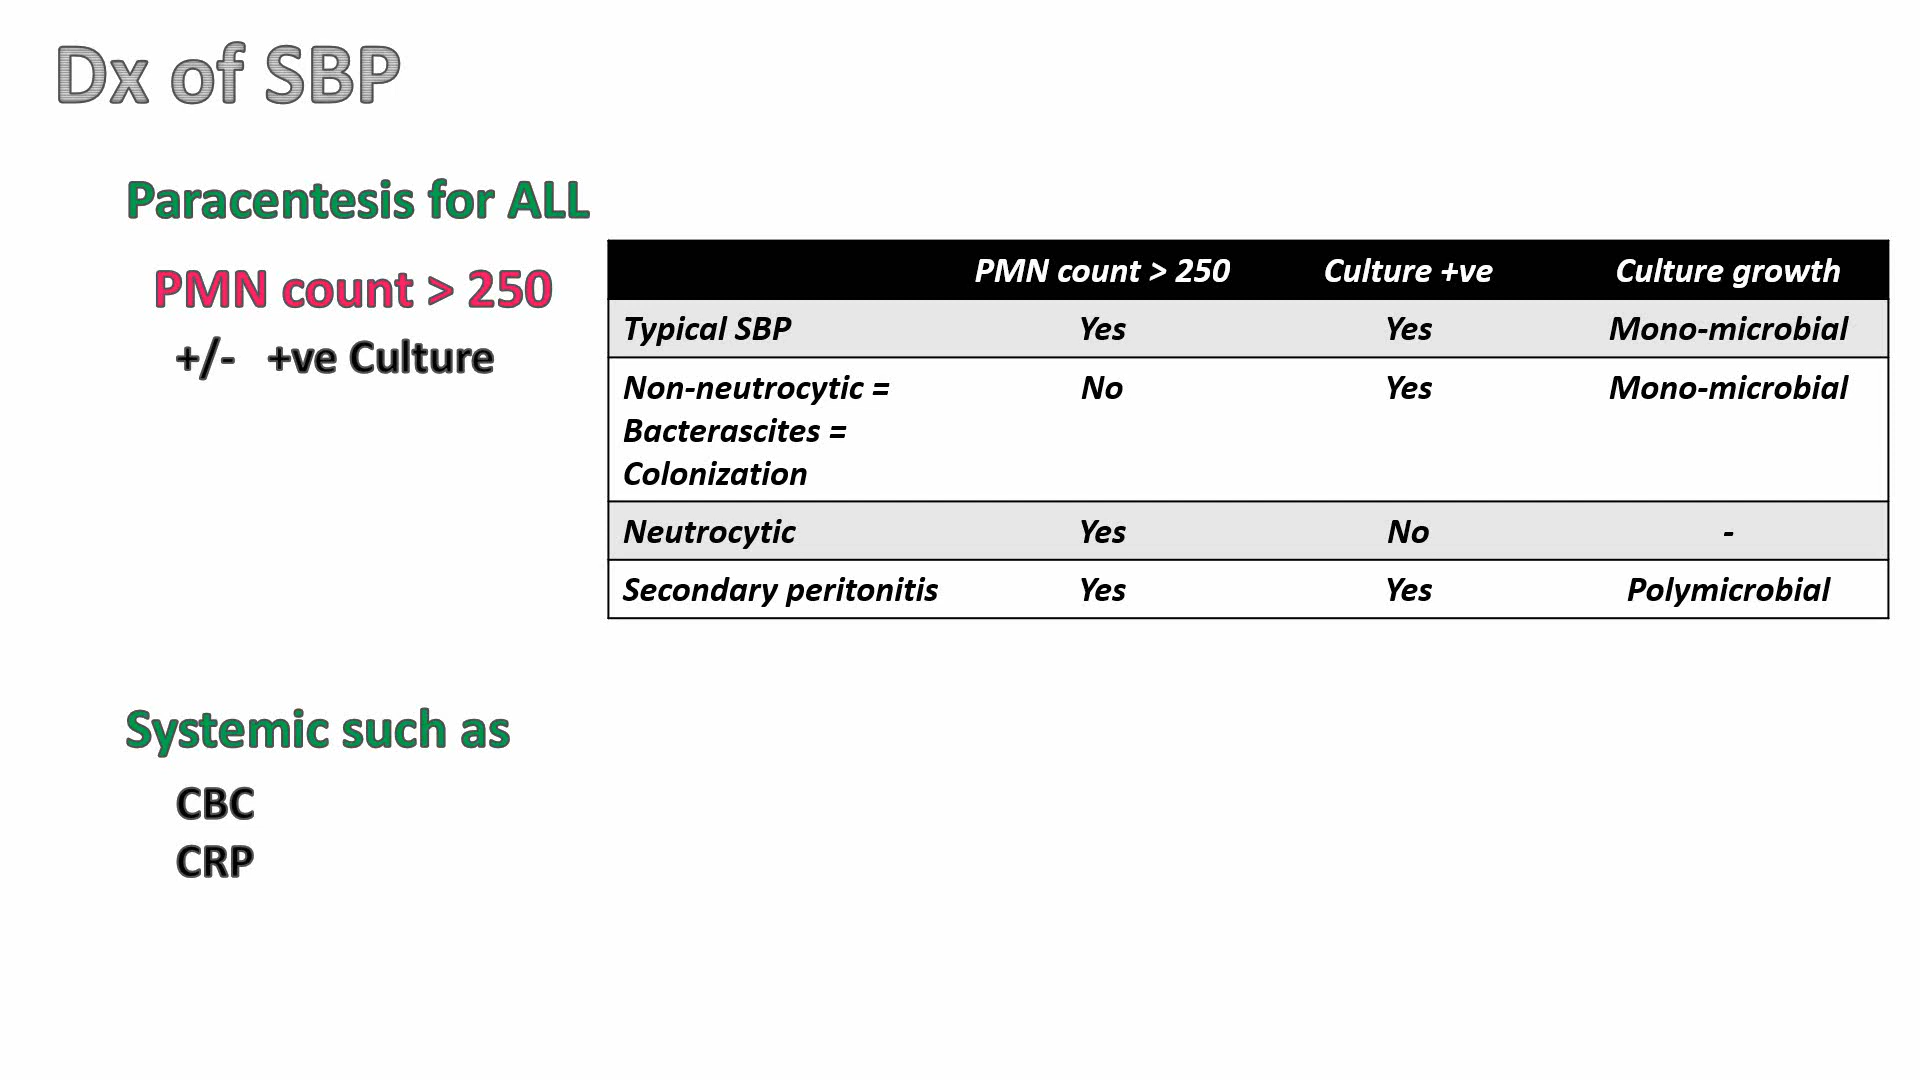 Dx of SBP
Paracentesis for ALL
PMN count > 250
+/- +ve Culture
PMN count > 250 Culture +ve Culture growth
Typical SBP Yes Yes Mono-microbial
Non-neutrocytic = No Yes Mono-microbial
Bacterascites =
Colonization
Neutrocytic Yes No -
Secondary peritonitis Yes Yes Polymicrobial
Systemic such as
CBC
CRP